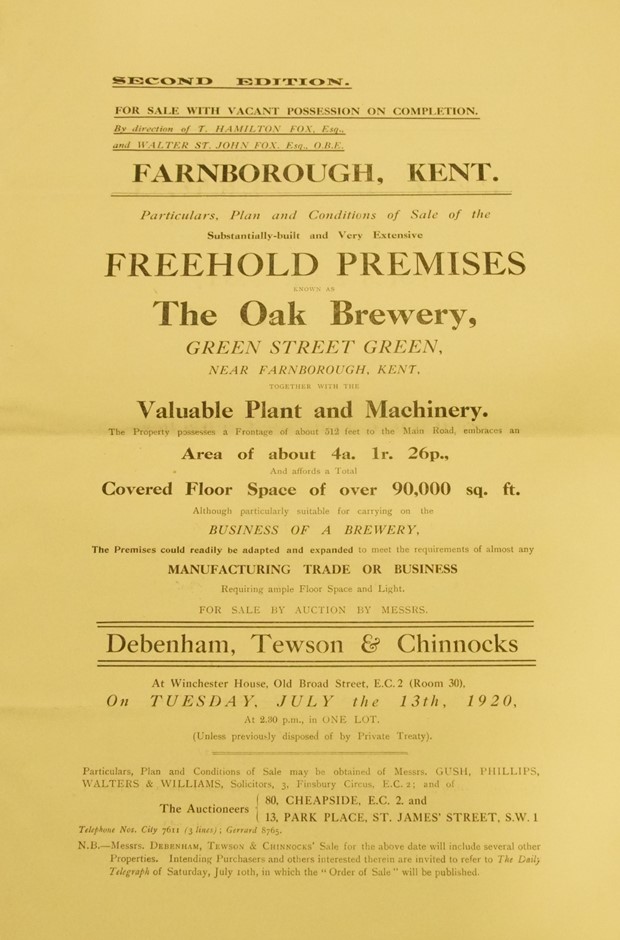 SECOND EDITION.
FOR SALE WITH VACANT POSSESSION ON COMPLETION.
By direction of T. HAMILTON FOX, Esq.,
and WALTER ST. JOHN FOX, Esq., O.B.E.
FARNBOROUGH, KENT.
Particulars, Plan and Conditions of Sale of the
Substantially-built and Very Extensive
FREEHOLD PREMISES
KNOWN AS
The Oak Brewery,
GREEN STREET GREEN,
NEAR FARNBOROUGH, KENT,
TOGETHER WITH THE
Valuable Plant and Machinery.
The Property possesses a Frontage of about 512 feet to the Main Road, embraces an
Area of about 4a. 1r. 26p.,
And affords a Total
Covered Floor Space of over 90,000 sq. ft.
Although particularly suitable for carrying on the
BUSINESS OF A BREWERY,
The Premises could readily be adapted and expanded to meet the requirements of almost any
MANUFACTURING TRADE OR BUSINESS
Requiring ample Floor Space and Light.
FOR SALE BY AUCTION BY MESSRS.
Debenham, Tewson & Chinnocks
At Winchester House, Old Broad Street, E.C. 2 (Room 30),
On TUESDAY, JULY the 13th, 1920,
At 2.30 p.m., in ONE LOT.
(Unless previously disposed of by Private Treaty).
Particulars, Plan and Conditions of Sale may be obtained of Messrs. GUSH, PHILLIPS,
WALTERS & WILLIAMS, Solicitors, 3, Finsbury Circus, E.C. 2; and of
The Auctioneers { 80, CHEAPSIDE, E.C. 2. and
13, PARK PLACE, ST. JAMES' STREET, S.W. 1
Telephone Nos. City 7611 (3 lines); Gerrard 8765.
N.B.—Messrs. DEBENHAM, TEWSON & CHINNOCKS' Sale for the above date will include several other
Properties. Intending Purchasers and others interested therein are invited to refer to The Daily
Telegraph of Saturday, July 10th, in which the "Order of Sale" will be published.